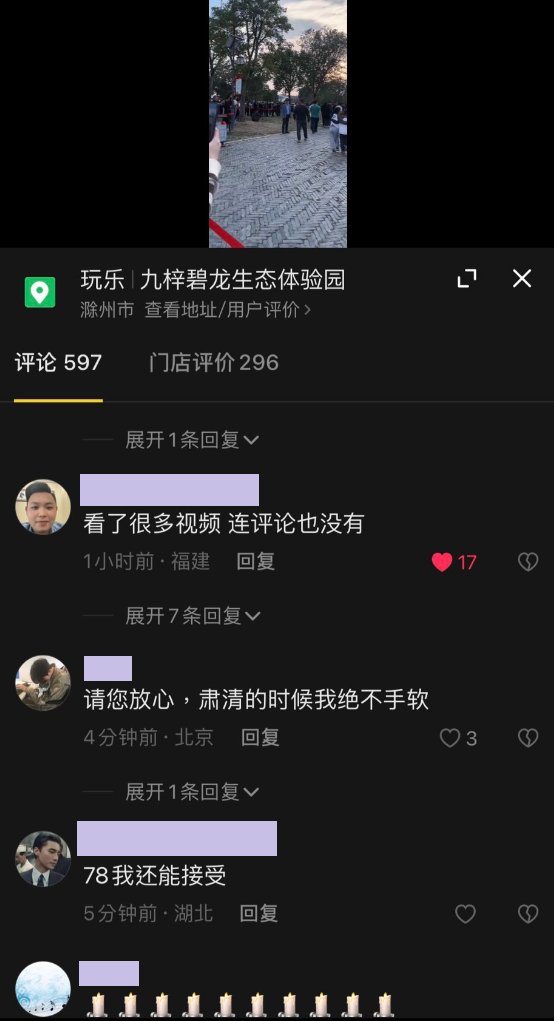 玩乐|九梓碧龙生态体验园
滁州市 查看地址/用户评价>
评论 597 门店评价 296
展开1条回复
看了很多视频 连评论也没有
1小时前·福建 回复 17
展开7条回复
请您放心，肃清的时候我绝不手软
4分钟前·北京 回复 3
展开1条回复
78我还能接受
5分钟前·湖北 回复
🕯🕯🕯🕯🕯🕯🕯🕯🕯🕯